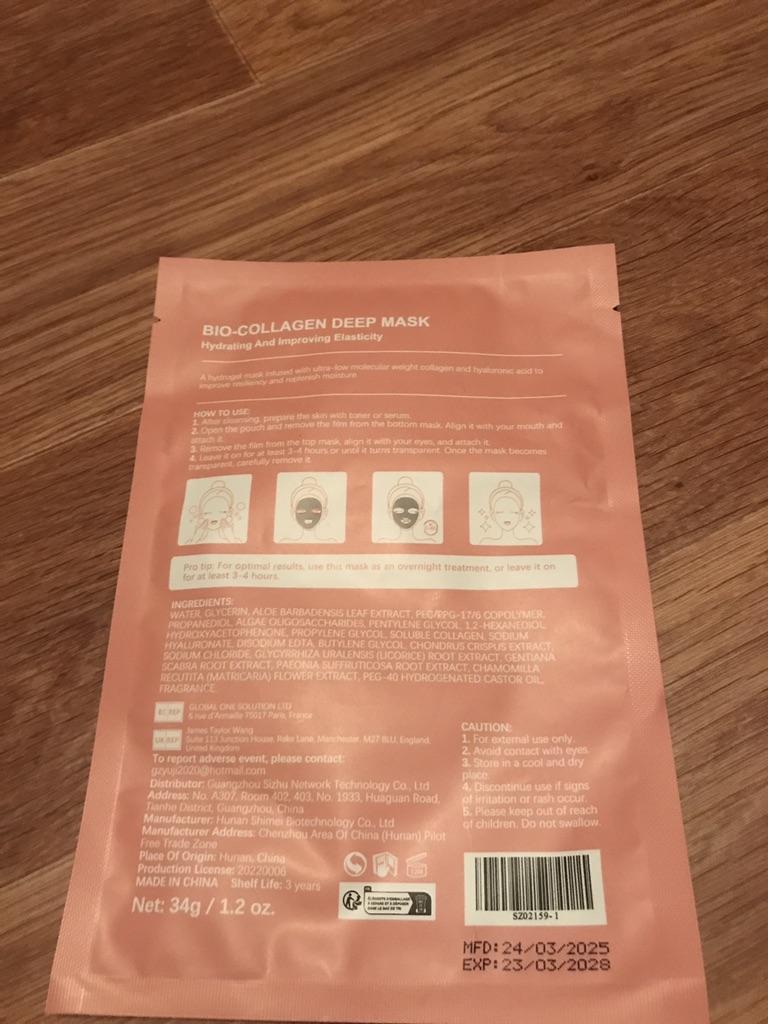 BIO-COLLAGEN DEEP MASK
Hydrating And Improving Elasticity
A hydrogel mask infused with ultra-low molecular weight collagen and hyaluronic acid to
improve resiliency and replenish moisture.
HOW TO USE:
1. After cleansing, prepare the skin with toner or serum.
2. Open the pouch and remove the film from the bottom mask. Align it with your mouth and
attach it.
3. Remove the film from the top mask, align it with your eyes, and attach it.
4. Leave it on for at least 3-4 hours or until it turns transparent. Once the mask becomes
transparent, carefully remove it.
Pro tip: For optimal results, use this mask as an overnight treatment, or leave it on
for at least 3-4 hours.
INGREDIENTS:
WATER, GLYCERIN, ALOE BARBADENSIS LEAF EXTRACT, PEG/PPG-17/6 COPOLYMER,
PROPANEDIOL, ALGAE OLIGOSACCHARIDES, PENTYLENE GLYCOL, 1,2-HEXANEDIOL,
HYDROXYACETOPHENONE, PROPYLENE GLYCOL, SOLUBLE COLLAGEN, SODIUM
HYALURONATE, DISODIUM EDTA, BUTYLENE GLYCOL, CHONDRUS CRISPUS EXTRACT,
SODIUM CHLORIDE, GLYCYRRHIZA URALENSIS (LICORICE) ROOT EXTRACT, GENTIANA
SCABRA ROOT EXTRACT, PAEONIA SUFFRUTICOSA ROOT EXTRACT, CHAMOMILLA
RECUTITA (MATRICARIA) FLOWER EXTRACT, PEG-40 HYDROGENATED CASTOR OIL,
FRAGRANCE.
EC REP
GLOBAL ONE SOLUTION LTD
6 rue d'Armaille 75017 Paris, France
UK REP
James Taylor Wang
Suite 113 Junction House, Rake Lane, Manchester, M27 8LU, England,
United Kingdom
To report adverse event, please contact:
gzyuji2020@hotmail.com
Distributor: Guangzhou Sizhu Network Technology Co., Ltd
Address: No. A307, Room 402, 403, No. 1933, Huaguan Road,
Tianhe District, Guangzhou, China
Manufacturer: Hunan Shimei Biotechnology Co., Ltd
Manufacturer Address: Chenzhou Area Of China (Hunan) Pilot
Free Trade Zone
Place Of Origin: Hunan, China
Production License: 20220006
MADE IN CHINA Shelf Life: 3 years
Net: 34g / 1.2 oz.
CAUTION:
1. For external use only.
2. Avoid contact with eyes.
3. Store in a cool and dry
place.
4. Discontinue use if signs
of irritation or rash occur.
5. Please keep out of reach
of children. Do not swallow.
SZ02159-1
MFD: 24/03/2025
EXP: 23/03/2028